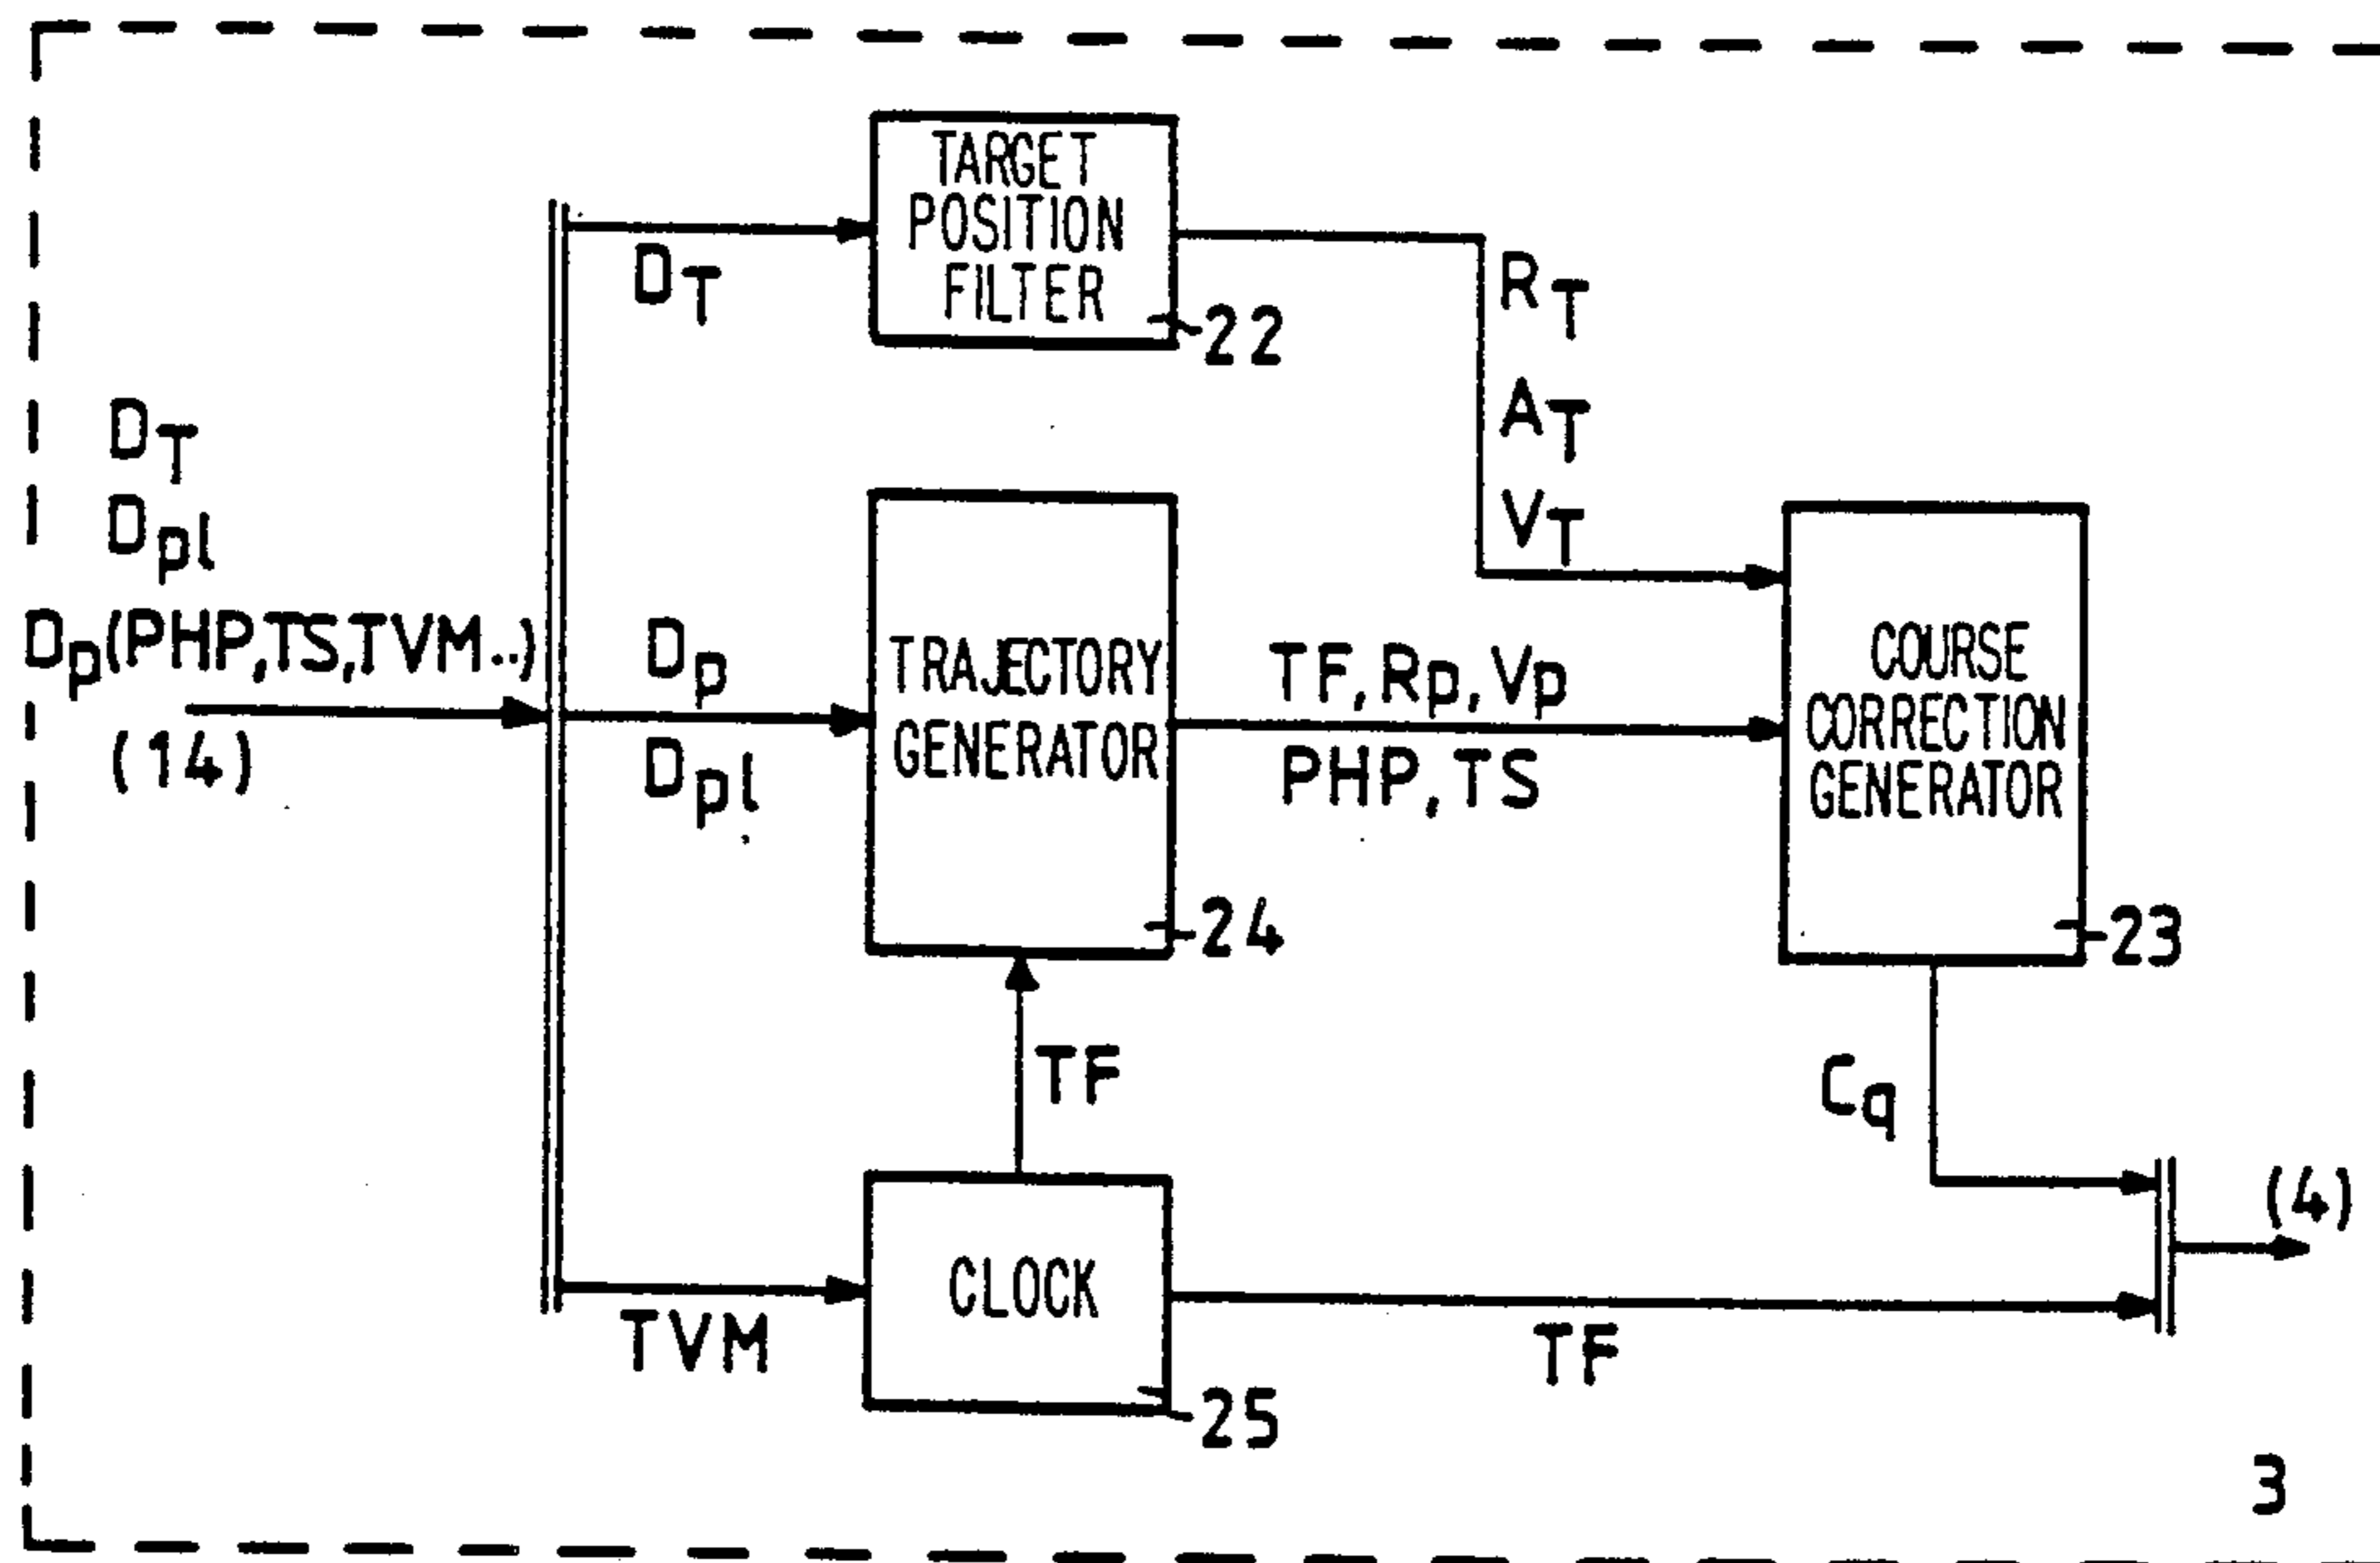 TARGET
POSITION
FILTER
22
DT
RT
AT
VT
DT
Dpl
Dp(PHP,TS,TVM..)
(14)
Dp
Dpl
TRAJECTORY
GENERATOR
24
TF,Rp,Vp
PHP,TS
COURSE
CORRECTION
GENERATOR
23
TF
Cq
(4)
CLOCK
25
TVM
TF
3